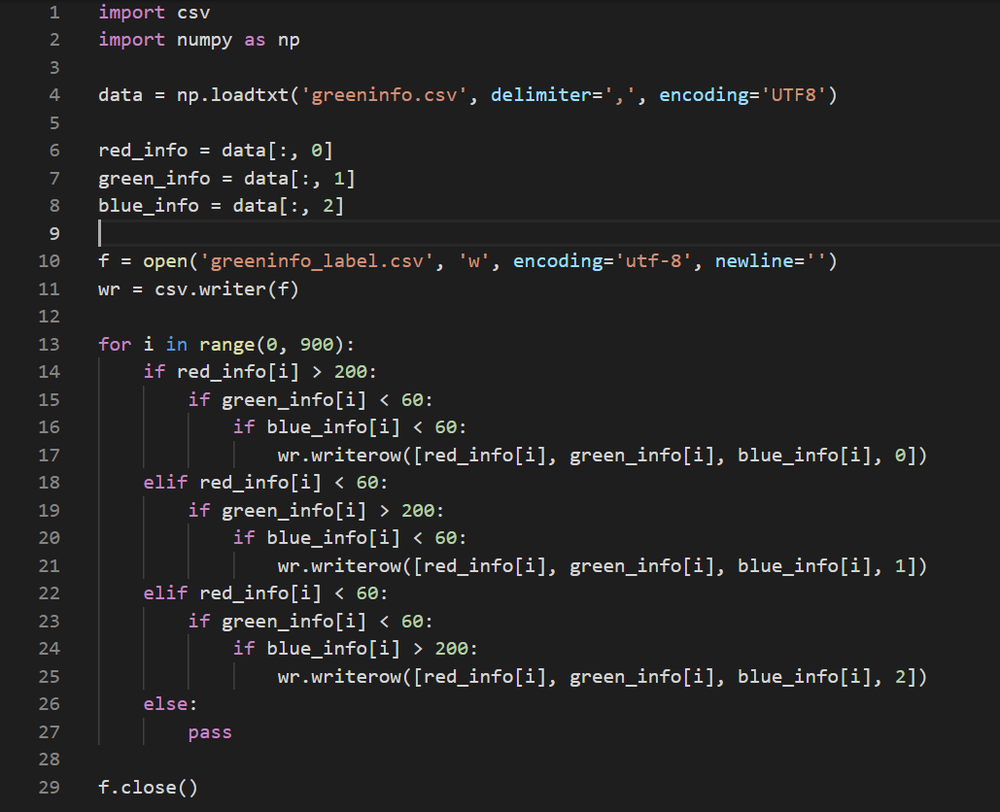 1 import csv
2 import numpy as np
3
4 data = np.loadtxt('greeninfo.csv', delimiter=',', encoding='UTF8')
5
6 red_info = data[:, 0]
7 green_info = data[:, 1]
8 blue_info = data[:, 2]
9
10 f = open('greeninfo_label.csv', 'w', encoding='utf-8', newline='')
11 wr = csv.writer(f)
12
13 for i in range(0, 900):
14     if red_info[i] > 200:
15         if green_info[i] < 60:
16             if blue_info[i] < 60:
17                 wr.writerow([red_info[i], green_info[i], blue_info[i], 0])
18     elif red_info[i] < 60:
19         if green_info[i] > 200:
20             if blue_info[i] < 60:
21                 wr.writerow([red_info[i], green_info[i], blue_info[i], 1])
22     elif red_info[i] < 60:
23         if green_info[i] < 60:
24             if blue_info[i] > 200:
25                 wr.writerow([red_info[i], green_info[i], blue_info[i], 2])
26     else:
27         pass
28
29 f.close()